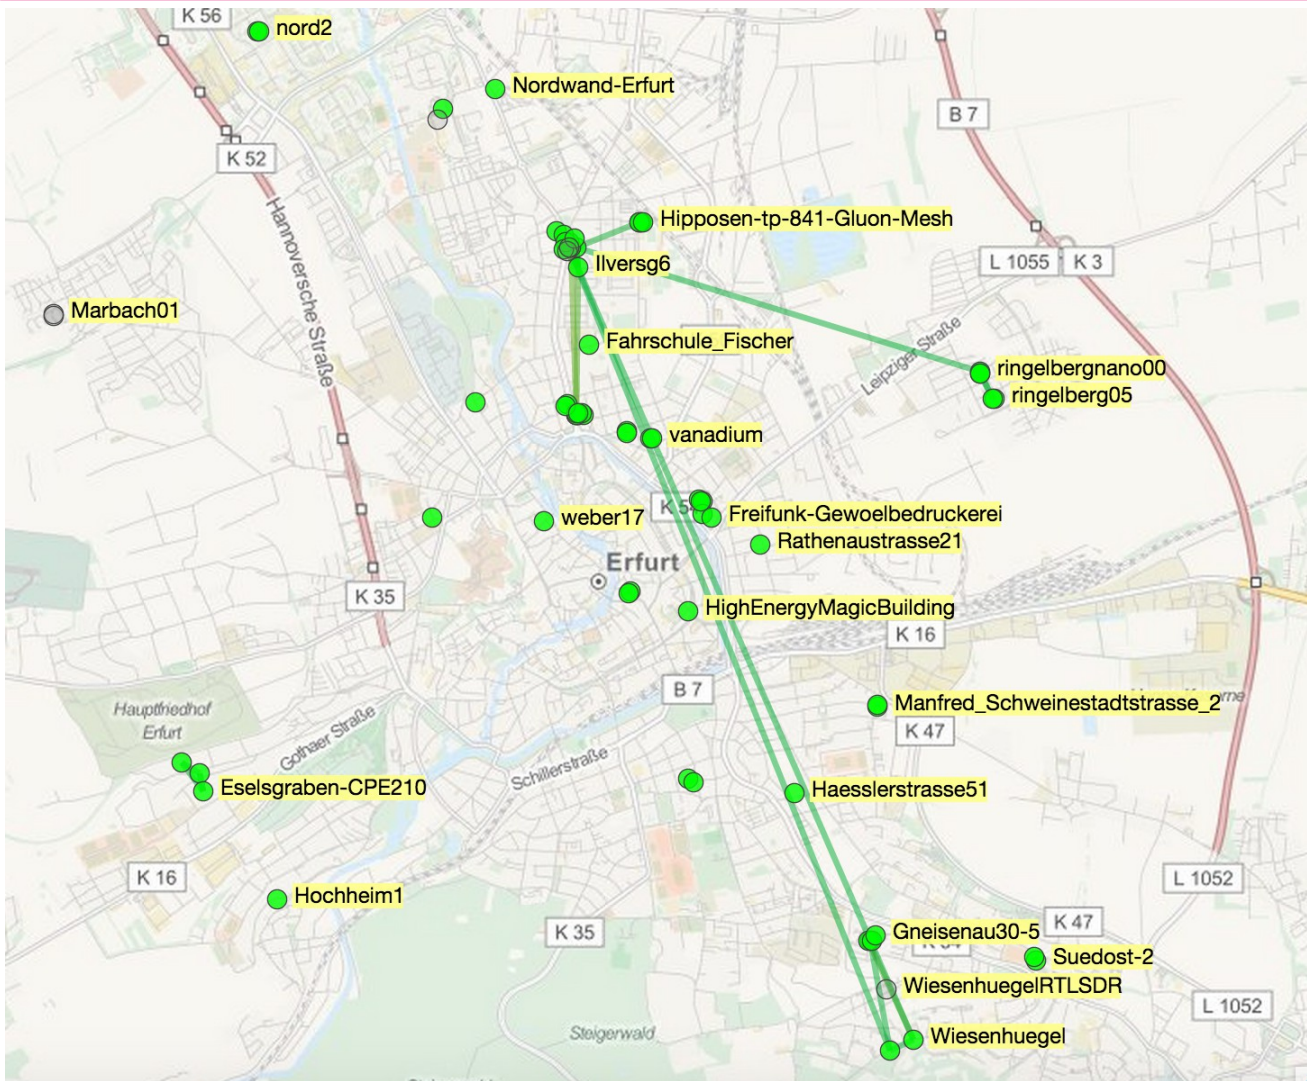 K 56
nord2
Nordwand-Erfurt
B 7
K 52
Hannoversche Straße
Hipposen-tp-841-Gluon-Mesh
L 1055
K 3
Ilversg6
Marbach01
Fahrschule_Fischer
Leipziger Straße
ringelbergnano00
ringelberg05
vanadium
K 54
Freifunk-Gewoelbedruckerei
weber17
Rathenaustrasse21
Erfurt
K 35
HighEnergyMagicBuilding
K 16
B 7
Hauptfriedhof
Erfurt
Manfred_Schweinestadtstrasse_2
K 47
Gothaer Straße
Schillerstraße
Eselsgraben-CPE210
Haesslerstrasse51
K 16
L 1052
Hochheim1
K 35
K 47
Gneisenau30-5
Suedost-2
WiesenhuegelRTLSDR
L 1052
Steigerwald
Wiesenhuegel